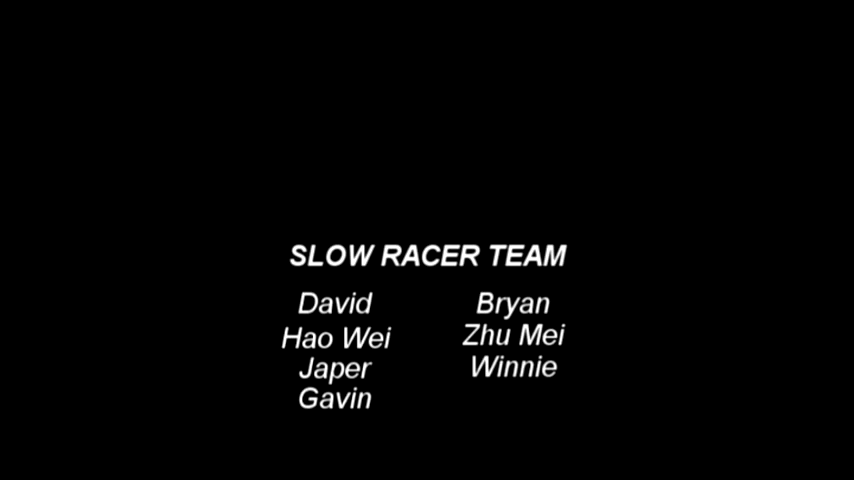 SLOW RACER TEAM
David Bryan
Hao Wei Zhu Mei
Japer Winnie
Gavin